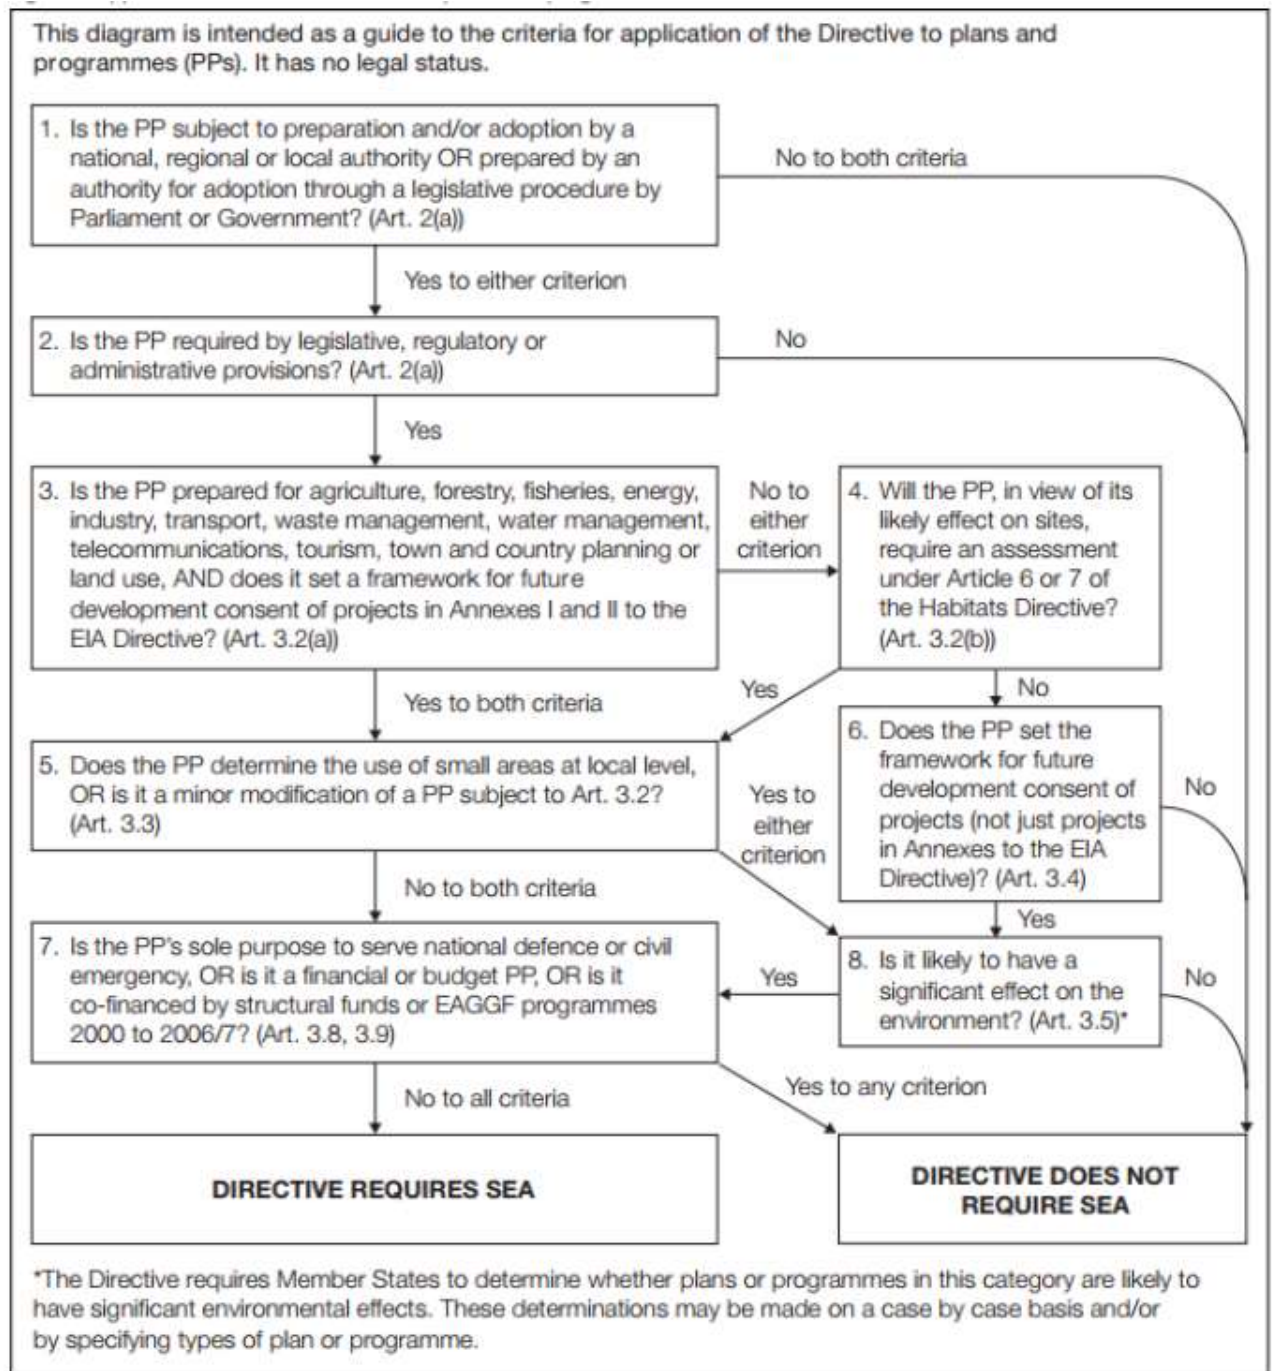 This diagram is intended as a guide to the criteria for application of the Directive to plans and
programmes (PPs). It has no legal status.
1. Is the PP subject to preparation and/or adoption by a
national, regional or local authority OR prepared by an
authority for adoption through a legislative procedure by
Parliament or Government? (Art. 2(a))
No to both criteria
Yes to either criterion
2. Is the PP required by legislative, regulatory or
administrative provisions? (Art. 2(a))
No
Yes
3. Is the PP prepared for agriculture, forestry, fisheries, energy,
industry, transport, waste management, water management,
telecommunications, tourism, town and country planning or
land use, AND does it set a framework for future
development consent of projects in Annexes I and II to the
EIA Directive? (Art. 3.2(a))
No to
either
criterion
4. Will the PP, in view of its
likely effect on sites,
require an assessment
under Article 6 or 7 of
the Habitats Directive?
(Art. 3.2(b))
Yes to both criteria
Yes
No
5. Does the PP determine the use of small areas at local level,
OR is it a minor modification of a PP subject to Art. 3.2?
(Art. 3.3)
Yes to
either
criterion
6. Does the PP set the
framework for future
development consent of
projects (not just projects
in Annexes to the EIA
Directive)? (Art. 3.4)
No
No to both criteria
Yes
7. Is the PP's sole purpose to serve national defence or civil
emergency, OR is it a financial or budget PP, OR is it
co-financed by structural funds or EAGGF programmes
2000 to 2006/7? (Art. 3.8, 3.9)
Yes
8. Is it likely to have a
significant effect on the
environment? (Art. 3.5)*
No
No to all criteria
Yes to any criterion
DIRECTIVE REQUIRES SEA
DIRECTIVE DOES NOT
REQUIRE SEA
*The Directive requires Member States to determine whether plans or programmes in this category are likely to
have significant environmental effects. These determinations may be made on a case by case basis and/or
by specifying types of plan or programme.